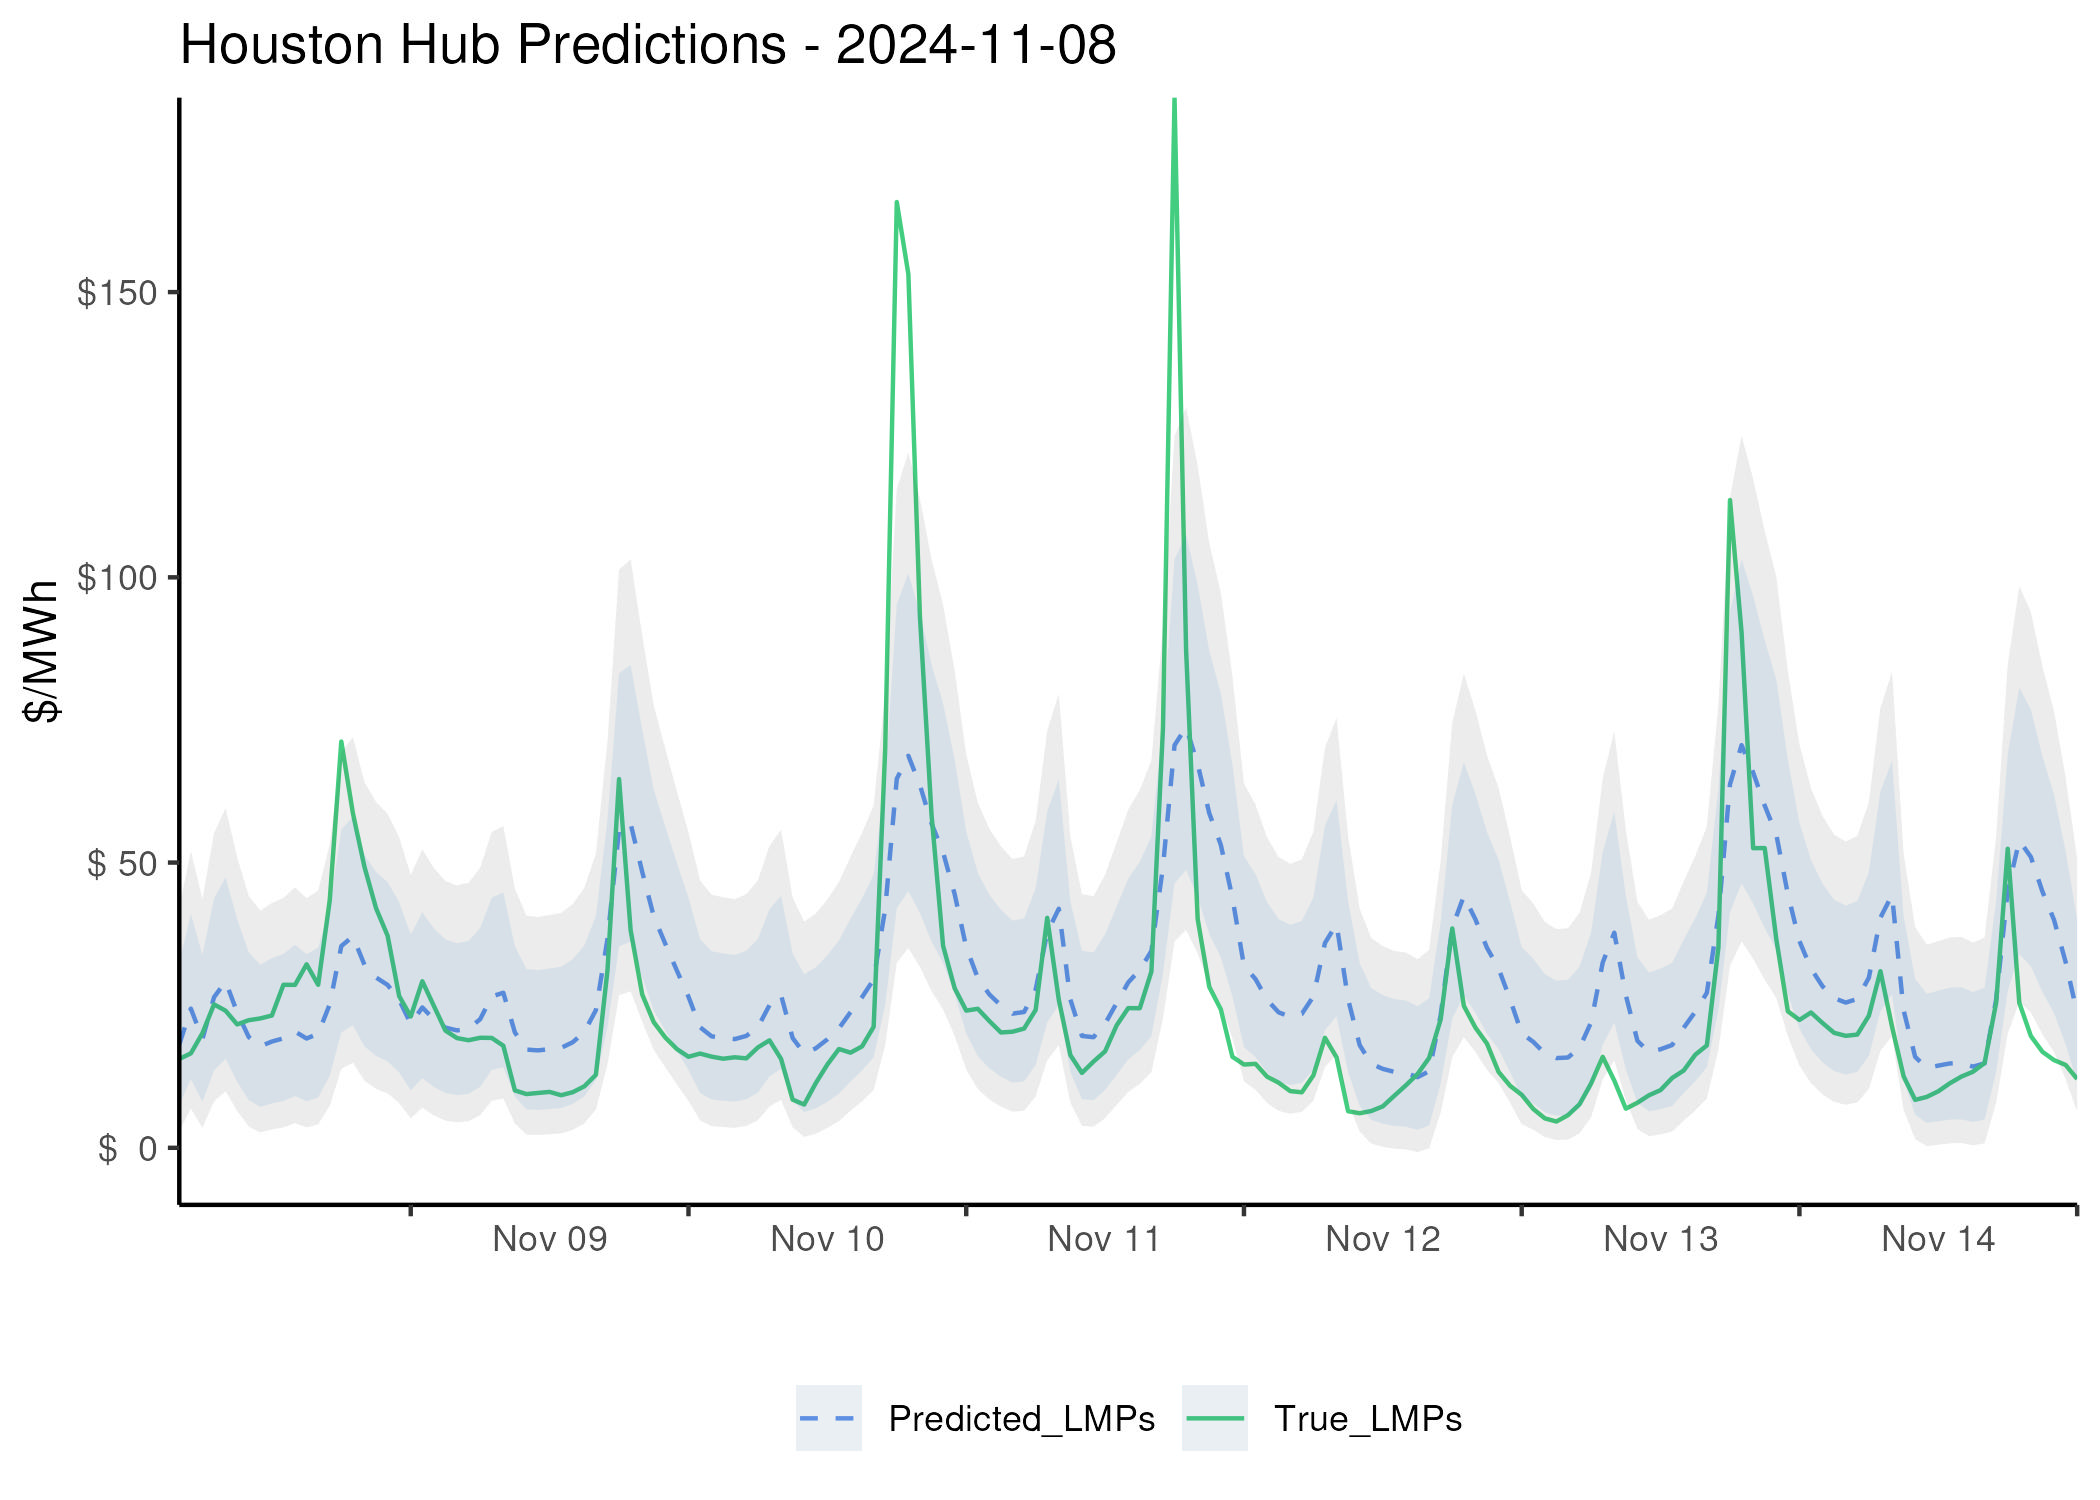 Houston Hub Predictions - 2024-11-08
$/MWh
$150
$100
$ 50
$ 0
Nov 09 Nov 10 Nov 11 Nov 12 Nov 13 Nov 14
Predicted_LMPs True_LMPs